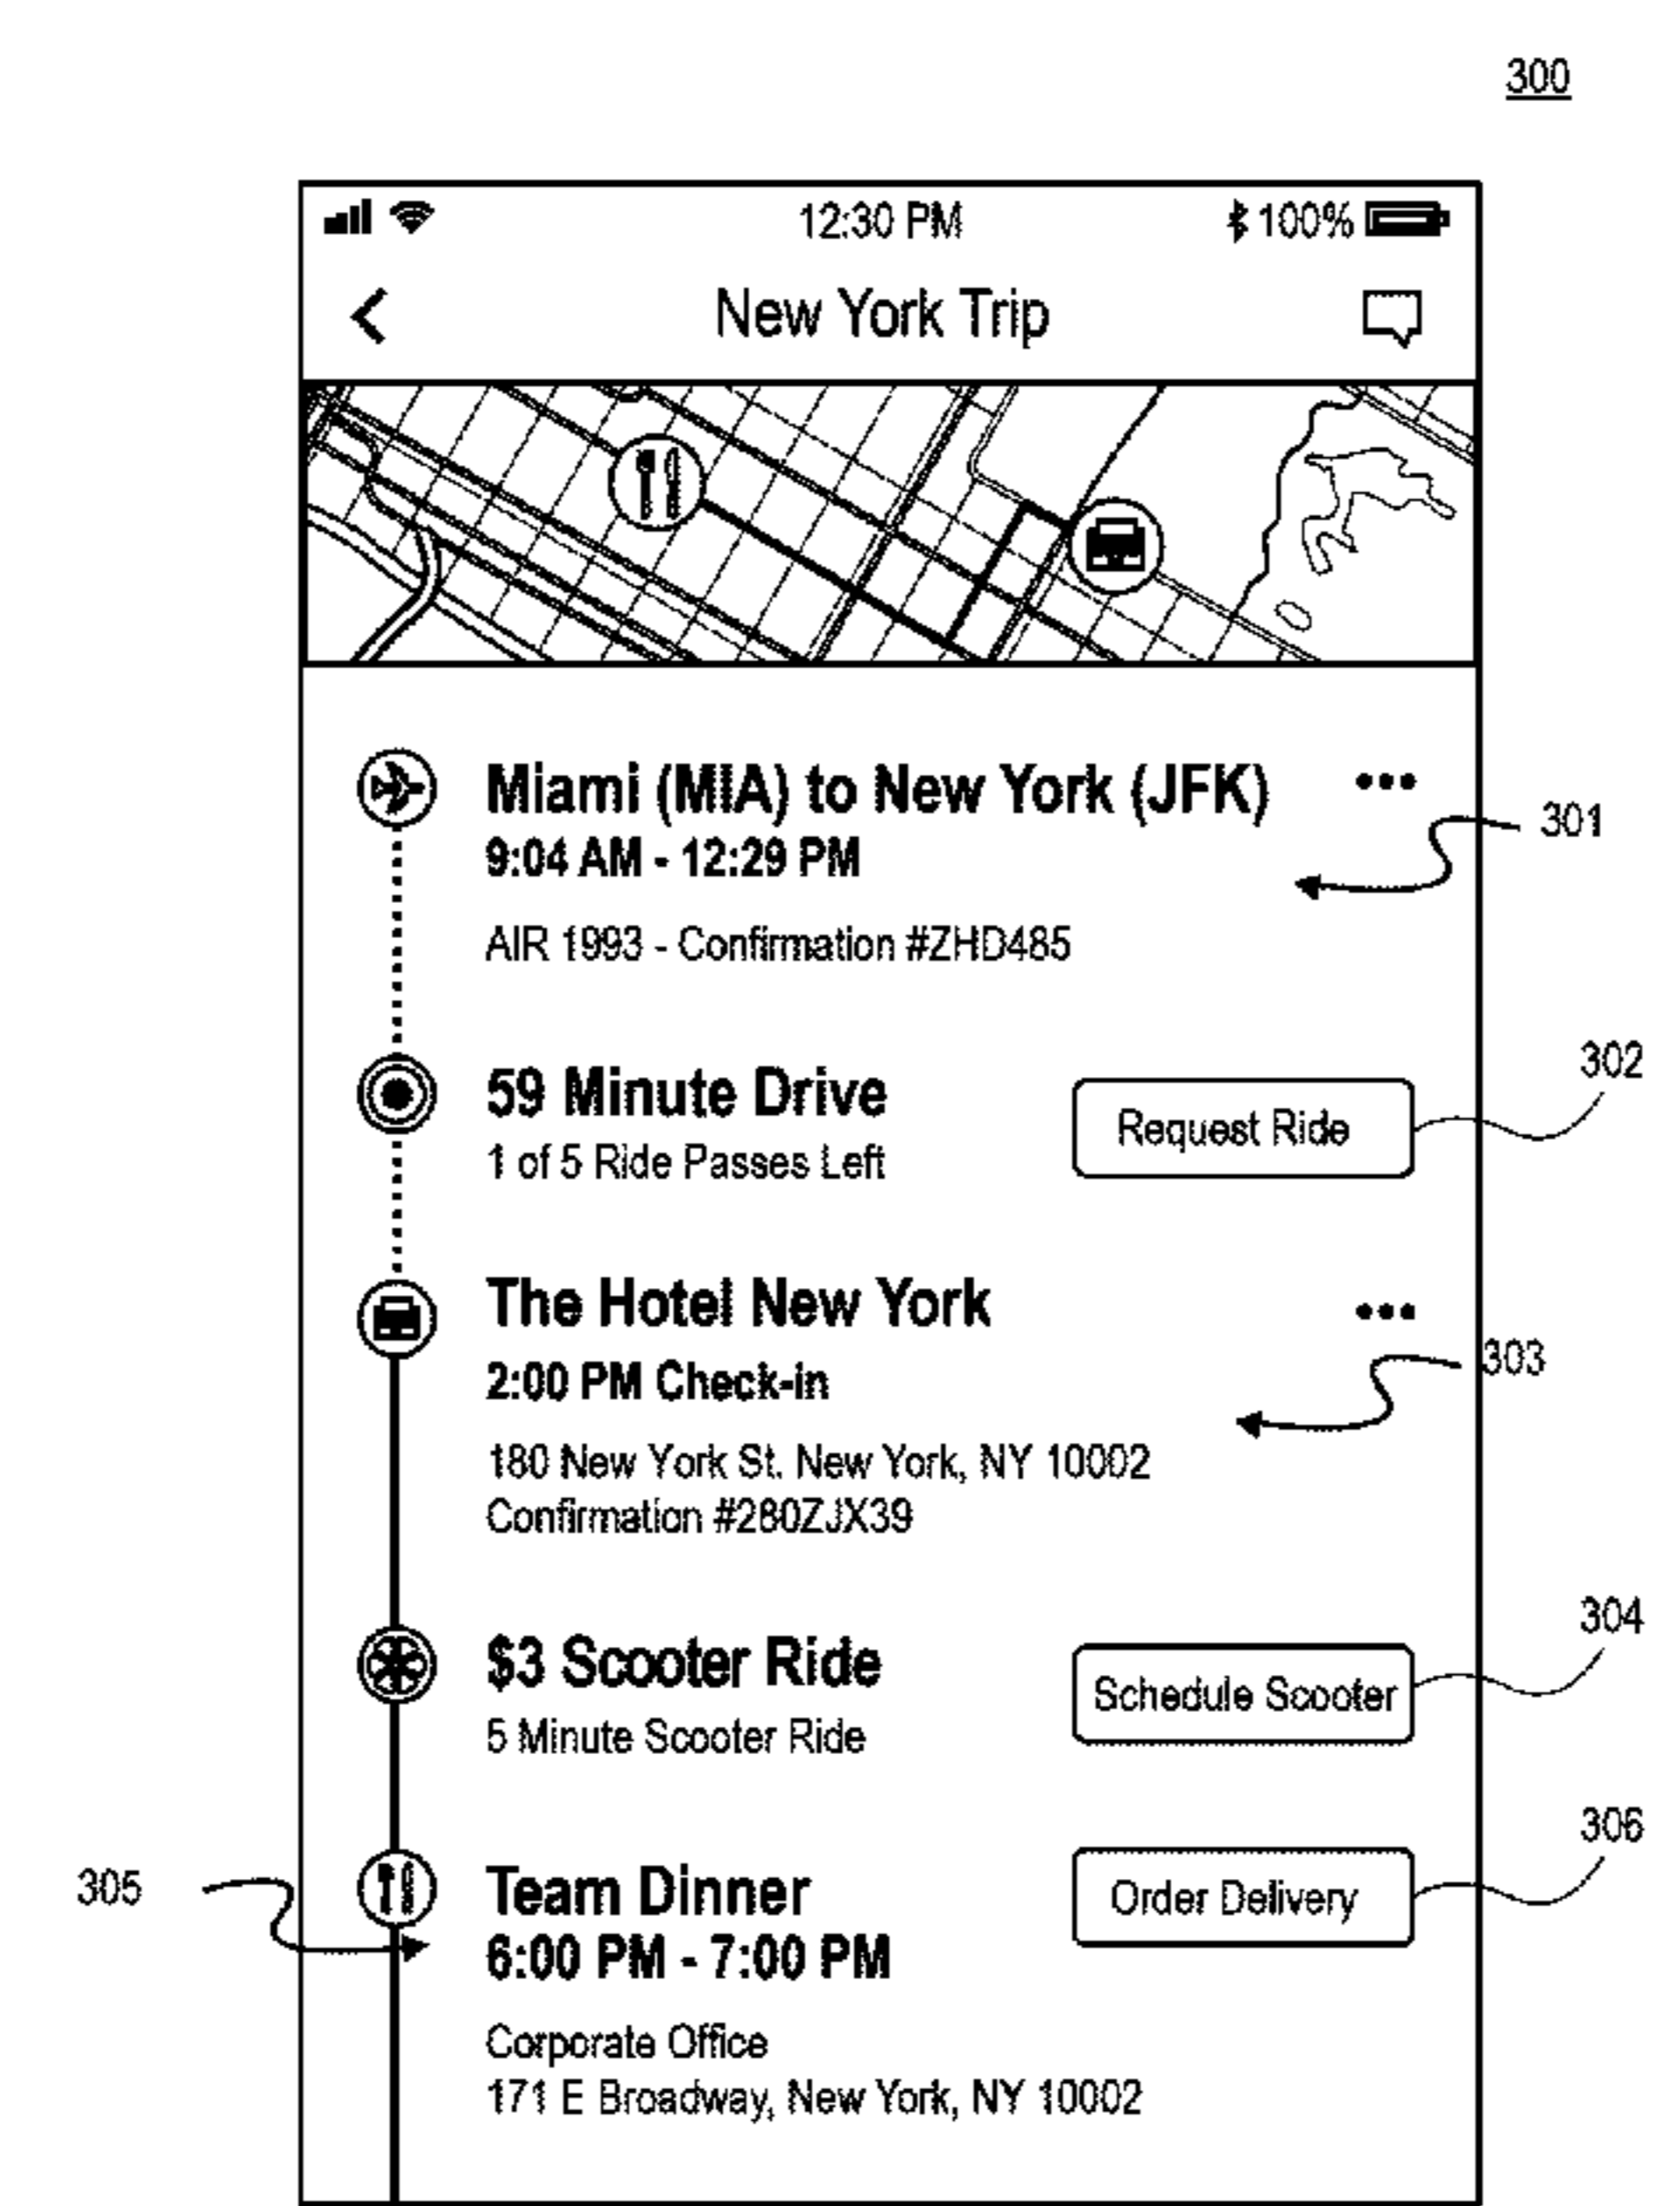 300
12:30 PM
100%
New York Trip
Miami (MIA) to New York (JFK)
301
9:04 AM - 12:29 PM
AIR 1993 - Confirmation #ZHD485
302
59 Minute Drive
Request Ride
1 of 5 Ride Passes Left
The Hotel New York
303
2:00 PM Check-in
180 New York St. New York, NY 10002
Confirmation #280ZJX39
304
$3 Scooter Ride
Schedule Scooter
5 Minute Scooter Ride
306
305
Team Dinner
Order Delivery
6:00 PM - 7:00 PM
Corporate Office
171 E Broadway, New York, NY 10002